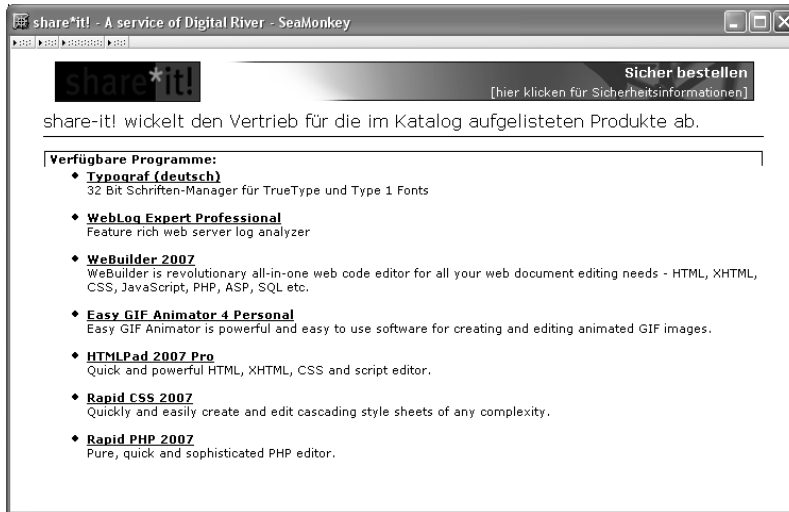 share*it! - A service of Digital River - SeaMonkey
share*it!
Sicher bestellen
[hier klicken für Sicherheitsinformationen]
share-it! wickelt den Vertrieb für die im Katalog aufgelisteten Produkte ab.
Verfügbare Programme:
Typograf (deutsch)
32 Bit Schriften-Manager für TrueType und Type 1 Fonts
WebLog Expert Professional
Feature rich web server log analyzer
WeBuilder 2007
WeBuilder is revolutionary all-in-one web code editor for all your web document editing needs - HTML, XHTML,
CSS, JavaScript, PHP, ASP, SQL etc.
Easy GIF Animator 4 Personal
Easy GIF Animator is powerful and easy to use software for creating and editing animated GIF images.
HTMLPad 2007 Pro
Quick and powerful HTML, XHTML, CSS and script editor.
Rapid CSS 2007
Quickly and easily create and edit cascading style sheets of any complexity.
Rapid PHP 2007
Pure, quick and sophisticated PHP editor.